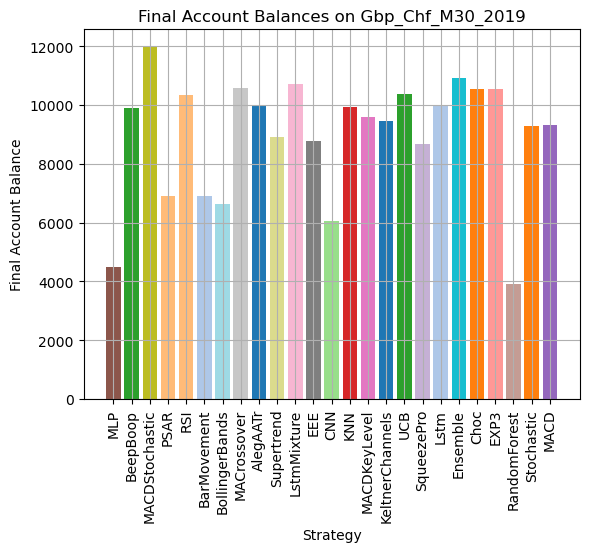 Final Account Balances on Gbp_Chf_M30_2019
Final Account Balance
12000
10000
8000
6000
4000
2000
0
MLP
BeepBoop
MACDStochastic
PSAR
RSI
BarMovement
BollingerBands
MACrossover
AlegAATr
Supertrend
LstmMixture
EEE
CNN
KNN
MACDKeyLevel
KeltnerChannels
UCB
SqueezePro
Lstm
Ensemble
Choc
EXP3
RandomForest
Stochastic
MACD
Strategy